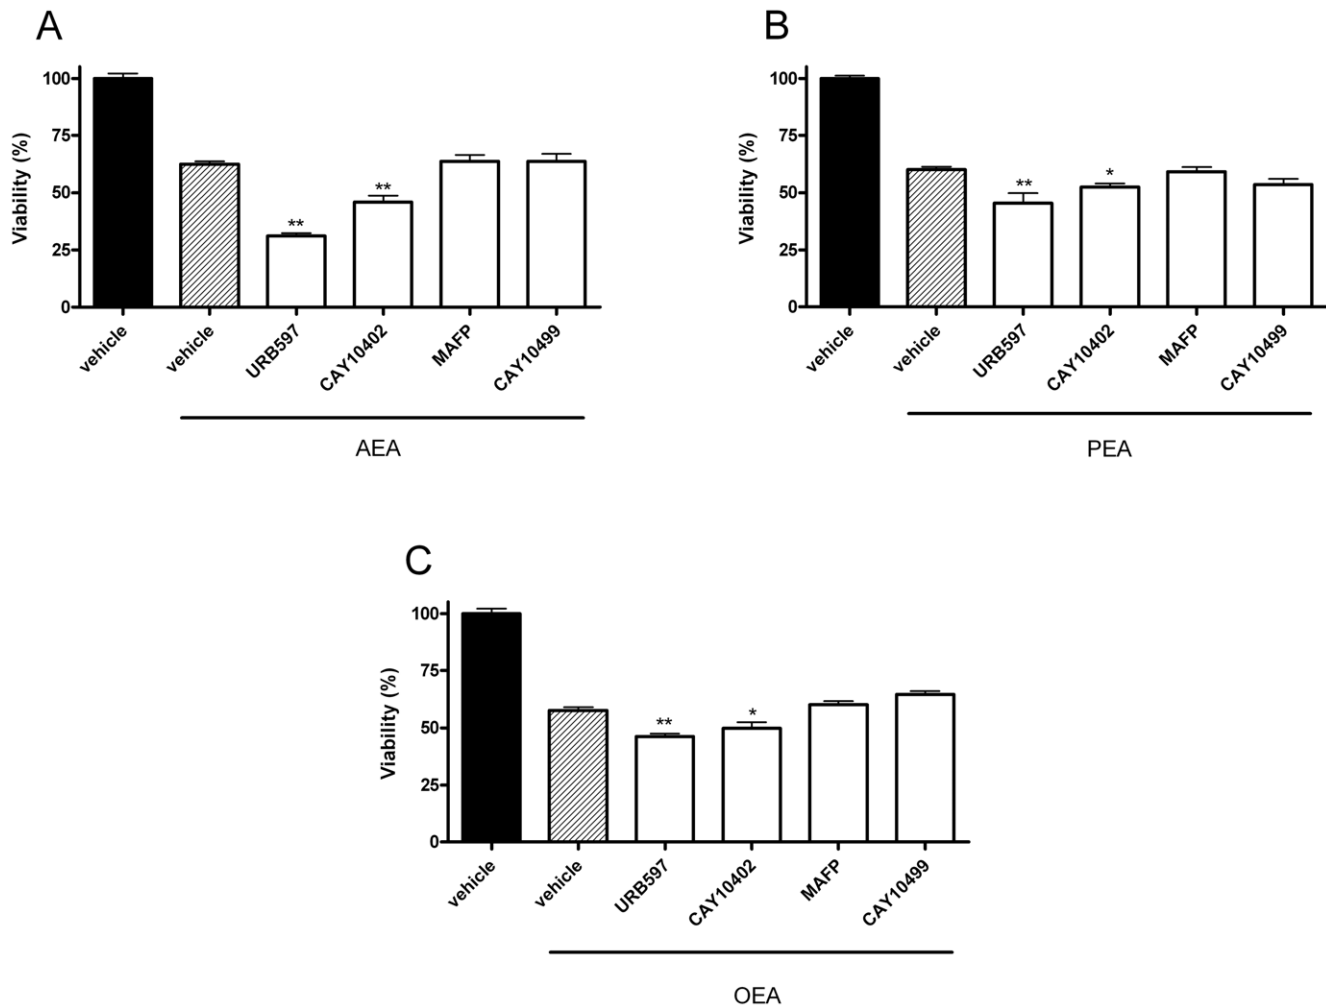 A
Viability (%)
100
75
50
25
0
**
**
vehicle
vehicle
URB597
CAY10402
MAFP
CAY10499
AEA
B
Viability (%)
100
75
50
25
0
**
*
vehicle
vehicle
URB597
CAY10402
MAFP
CAY10499
PEA
C
Viability (%)
100
75
50
25
0
**
*
vehicle
vehicle
URB597
CAY10402
MAFP
CAY10499
OEA